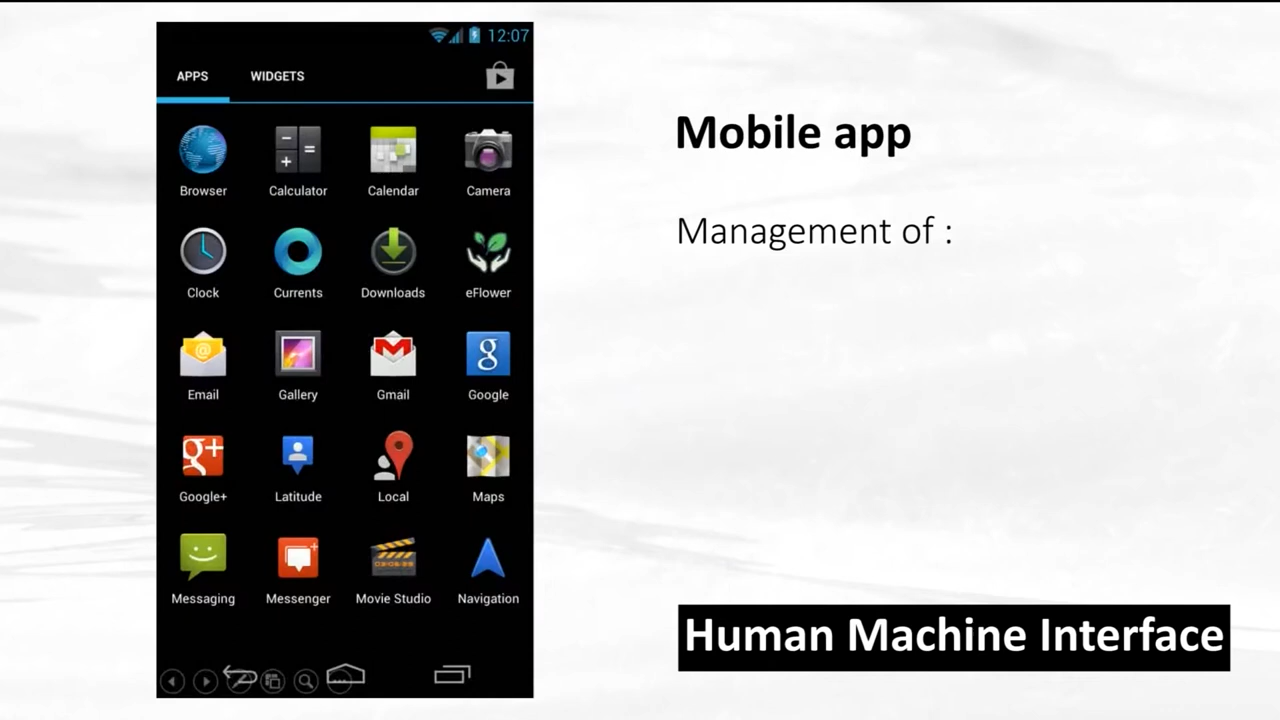 12:07
APPS WIDGETS
Browser Calculator Calendar Camera
Clock Currents Downloads eFlower
Email Gallery Gmail Google
Google+ Latitude Local Maps
Messaging Messenger Movie Studio Navigation
Mobile app
Management of :
Human Machine Interface